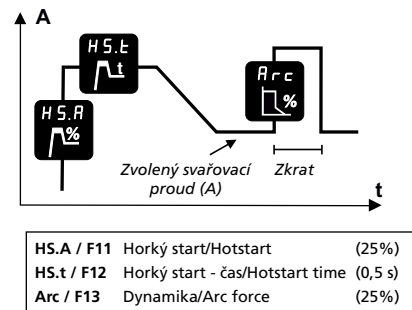 A
HS.t
t
HS.A
%
Arc
%
Zvolený svařovací
proud (A)
Zkrat
t
HS.A / F11 Horký start/Hotstart (25%)
HS.t / F12 Horký start - čas/Hotstart time (0,5 s)
Arc / F13 Dynamika/Arc force (25%)